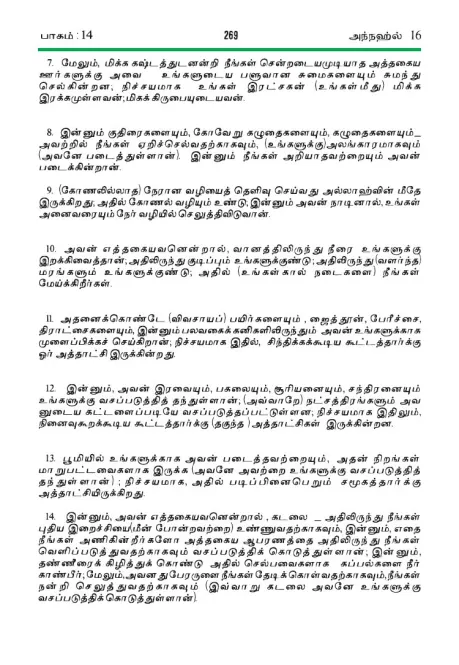 பாகம் : 14 269 அந்நஹ்ல் 16
7. மேலும், மிக்க கஷ்டத்துடனன்றி நீங்கள் சென்றடையமுடியாத அத்தகைய
ஊர்களுக்கு அவை உங்களுடைய பளுவான சுமைகளையும் சுமந்து
செல்கின்றன; நிச்சயமாக உங்கள் இரட்சகன் (உங்கள்மீது) மிக்க
இரக்கமுள்ளவன்;மிகக்கிருபையுடையவன்.
8. இன்னும் குதிரைகளையும், கோவேறு கழுதைகளையும், கழுதைகளையும்_
அவற்றில் நீங்கள் ஏறிச்செல்வதற்காகவும், (உங்களுக்கு)அலங்காரமாகவும்
(அவனே படைத்துள்ளான்). இன்னும் நீங்கள் அறியாதவற்றையும் அவன்
படைக்கின்றான்.
9. (கோணலில்லாத) நேரான வழியைத் தெளிவு செய்வது அல்லாஹ்வின் மீதே
இருக்கிறது,அதில் கோணல் வழியும் உண்டு; இன்னும் அவன் நாடினால், உங்கள்
அனைவரையும் நேர் வழியில் செலுத்திவிடுவான்.
10. அவன் எத்தகையவனென்றால், வானத்திலிருந்து நீரை உங்களுக்கு
இறக்கிவைத்தான்;அதிலிருந்து குடிப்பும் உங்களுக்குண்டு;அதிலிருந்து (வளர்ந்த)
மரங்களும் உங்களுக்குண்டு; அதில் (உங்கள்கால் நடைகளை) நீங்கள்
மேய்க்கிறீர்கள்.
11. அதனைக்கொண்டே (விவசாயப்) பயிர்களையும் , ஜைத்தூன், பேரீச்சை,
திராட்சைகளையும், இன்னும் பலவகைக்கனிகளிலிருந்தும் அவன் உங்களுக்காக
முளைப்பிக்கச் செய்கிறான்; நிச்சயமாக இதில், சிந்திக்கக்கூடிய கூட்டத்தார்க்கு
ஓர் அத்தாட்சி இருக்கின்றது.
12. இன்னும், அவன் இரவையும், பகலையும், சூரியனையும், சந்திரனையும்
உங்களுக்கு வசப்படுத்தித் தந்துள்ளான்; (அவ்வாறே) நட்சத்திரங்களும் அவ
னுடைய கட்டளைப்படியே வசப்படுத்தப்பட்டுள்ளன; நிச்சயமாக இதிலும்,
நினைவுகூறக்கூடிய கூட்டத்தார்க்கு (தகுந்த )அத்தாட்சிகள் இருக்கின்றன.
13. பூமியில் உங்களுக்காக அவன் படைத்தவற்றையும், அதன் நிறங்கள்
மாறுபட்டவைகளாக இருக்க (அவனே அவற்றை உங்களுக்கு வசப்படுத்தித்
தந்துள்ளான்) ; நிச்சயமாக, அதில் படிப்பினைபெறும் சமூகத்தார்க்கு
அத்தாட்சியிருக்கிறது.
14. இன்னும், அவன் எத்தகையவனென்றால் , கடலை _ அதிலிருந்து நீங்கள்
புதிய இறைச்சியை(மீன் போன்றவற்றை) உண்ணுவதற்காகவும், இன்னும், எதை
நீங்கள் அணிகின்றீர்களோ அத்தகைய ஆபரணத்தை அதிலிருந்து நீங்கள்
வெளிப்படுத்துவதற்காகவும் வசப்படுத்திக் கொடுத்துள்ளான்; இன்னும்,
தண்ணீரைக் கிழித்துக் கொண்டு அதில் செல்பவைகளாக கப்பல்களை நீர்
காண்பீர்;மேலும்,அவனதுபேரருளை நீங்கள் தேடிக்கொள்வதற்காகவும்,நீங்கள்
நன்றி செலுத்துவதற்காகவும் (இவ்வாறு கடலை அவனே உங்களுக்கு
வசப்படுத்திக்கொடுத்துள்ளான்).